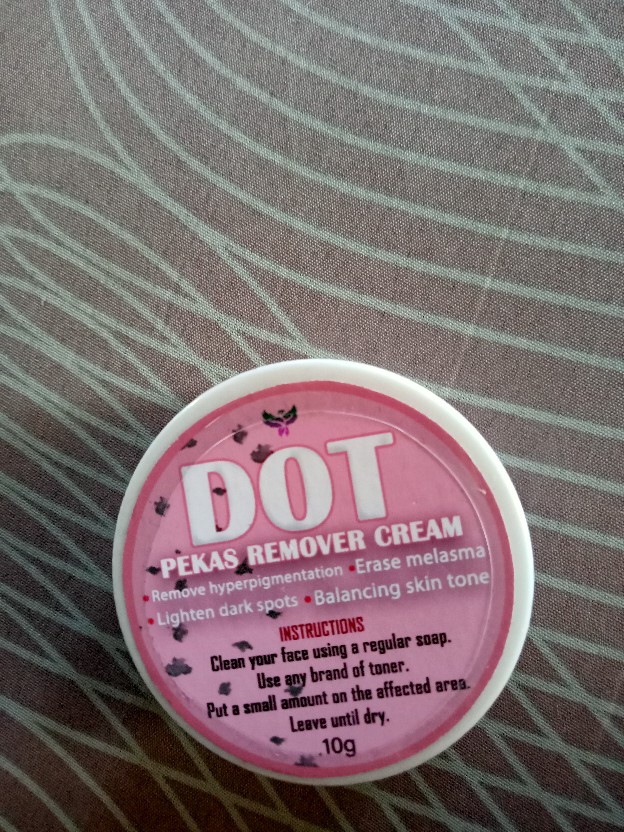 DOT
PEKAS REMOVER CREAM
• Remove hyperpigmentation • Erase melasma
• Lighten dark spots • Balancing skin tone
INSTRUCTIONS
Clean your face using a regular soap.
Use any brand of toner.
Put a small amount on the affected area.
Leave until dry.
10g